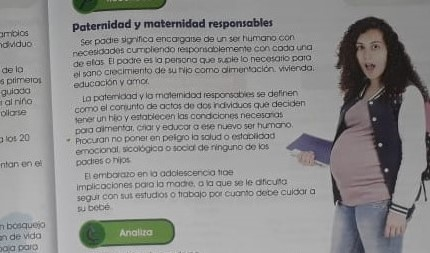 Paternidad y maternidad responsables
Ser padre significa encargarse de un ser humano con
necesidades cumpliendo responsablemente con cada una
de ellas. El padre es la persona que suple lo necesario para
el sano crecimiento de su hijo como alimentación, vivienda,
educación y amor.
La paternidad y la maternidad responsables se definen
como el conjunto de actos de dos individuos que deciden
tener un hijo y establecen las condiciones necesarias
para alimentar, criar y educar a ese nuevo ser humano.
Procuran no poner en peligro la salud o estabilidad
emocional, sicológica o social de ninguno de los
padres o hijos.
El embarazo en la adolescencia trae
implicaciones para la madre, a la que se le dificulta
seguir con sus estudios o trabajo por cuanto debe cuidar a
su bebé.
Analiza
ambios
ndividuo
de la
s primeros
guiada
r al niño
ollarse
a los 20
entan en el
n bosquejo
an de vida
baja para